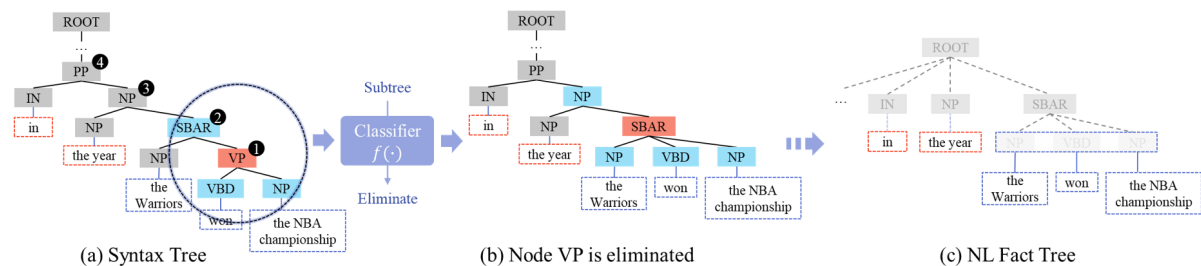 ROOT
...
PP 4
IN NP 3
in NP SBAR 2
the year NP VP 1
the Warriors VBD NP
won the NBA championship
(a) Syntax Tree
Subtree
Classifier
f(·)
Eliminate
ROOT
...
PP
IN NP
in NP SBAR
the year NP VBD NP
the Warriors won the NBA championship
(b) Node VP is eliminated
ROOT
...
IN NP SBAR
in the year NP VBD NP
the Warriors won the NBA championship
(c) NL Fact Tree